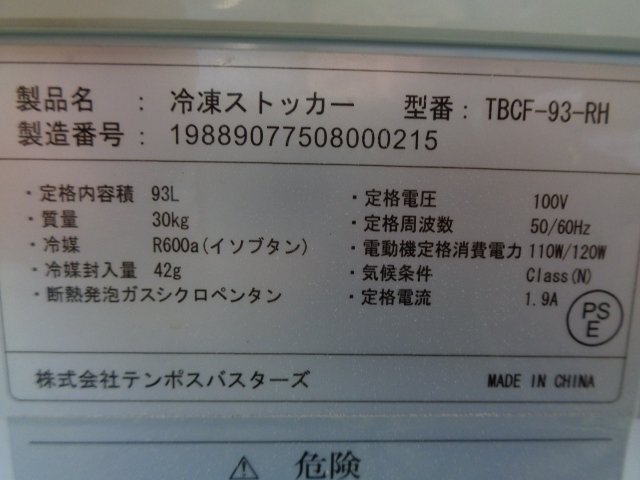 製品名 : 冷凍ストッカー 型番: TBCF-93-RH
製造番号: 19889077508000215
・定格内容積 93L
・質量 30kg
・冷媒 R600a(イソブタン)
・冷媒封入量 42g
・断熱発泡ガスシクロペンタン
・定格電圧 100V
・定格周波数 50/60Hz
・電動機定格消費電力 110W/120W
・気候条件 Class(N)
・定格電流 1.9A
PS
E
株式会社テンポスバスターズ MADE IN CHINA
⚠ 危険